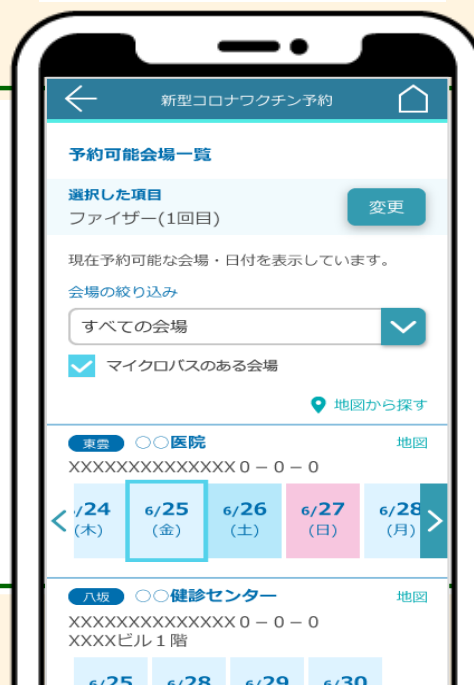 新型コロナワクチン予約
予約可能会場一覧
選択した項目
ファイザー(1回目)
変更
現在予約可能な会場・日付を表示しています。
会場の絞り込み
すべての会場
マイクロバスのある会場
地図から探す
東雲 〇〇医院 地図
XXXXXXXXXXXXXX0－0－0
/24 6/25 6/26 6/27 6/28
(木) (金) (土) (日) (月)
八坂 〇〇健診センター 地図
XXXXXXXXXXXXXX0－0－0
XXXXビル1階
6/25 6/28 6/29 6/30